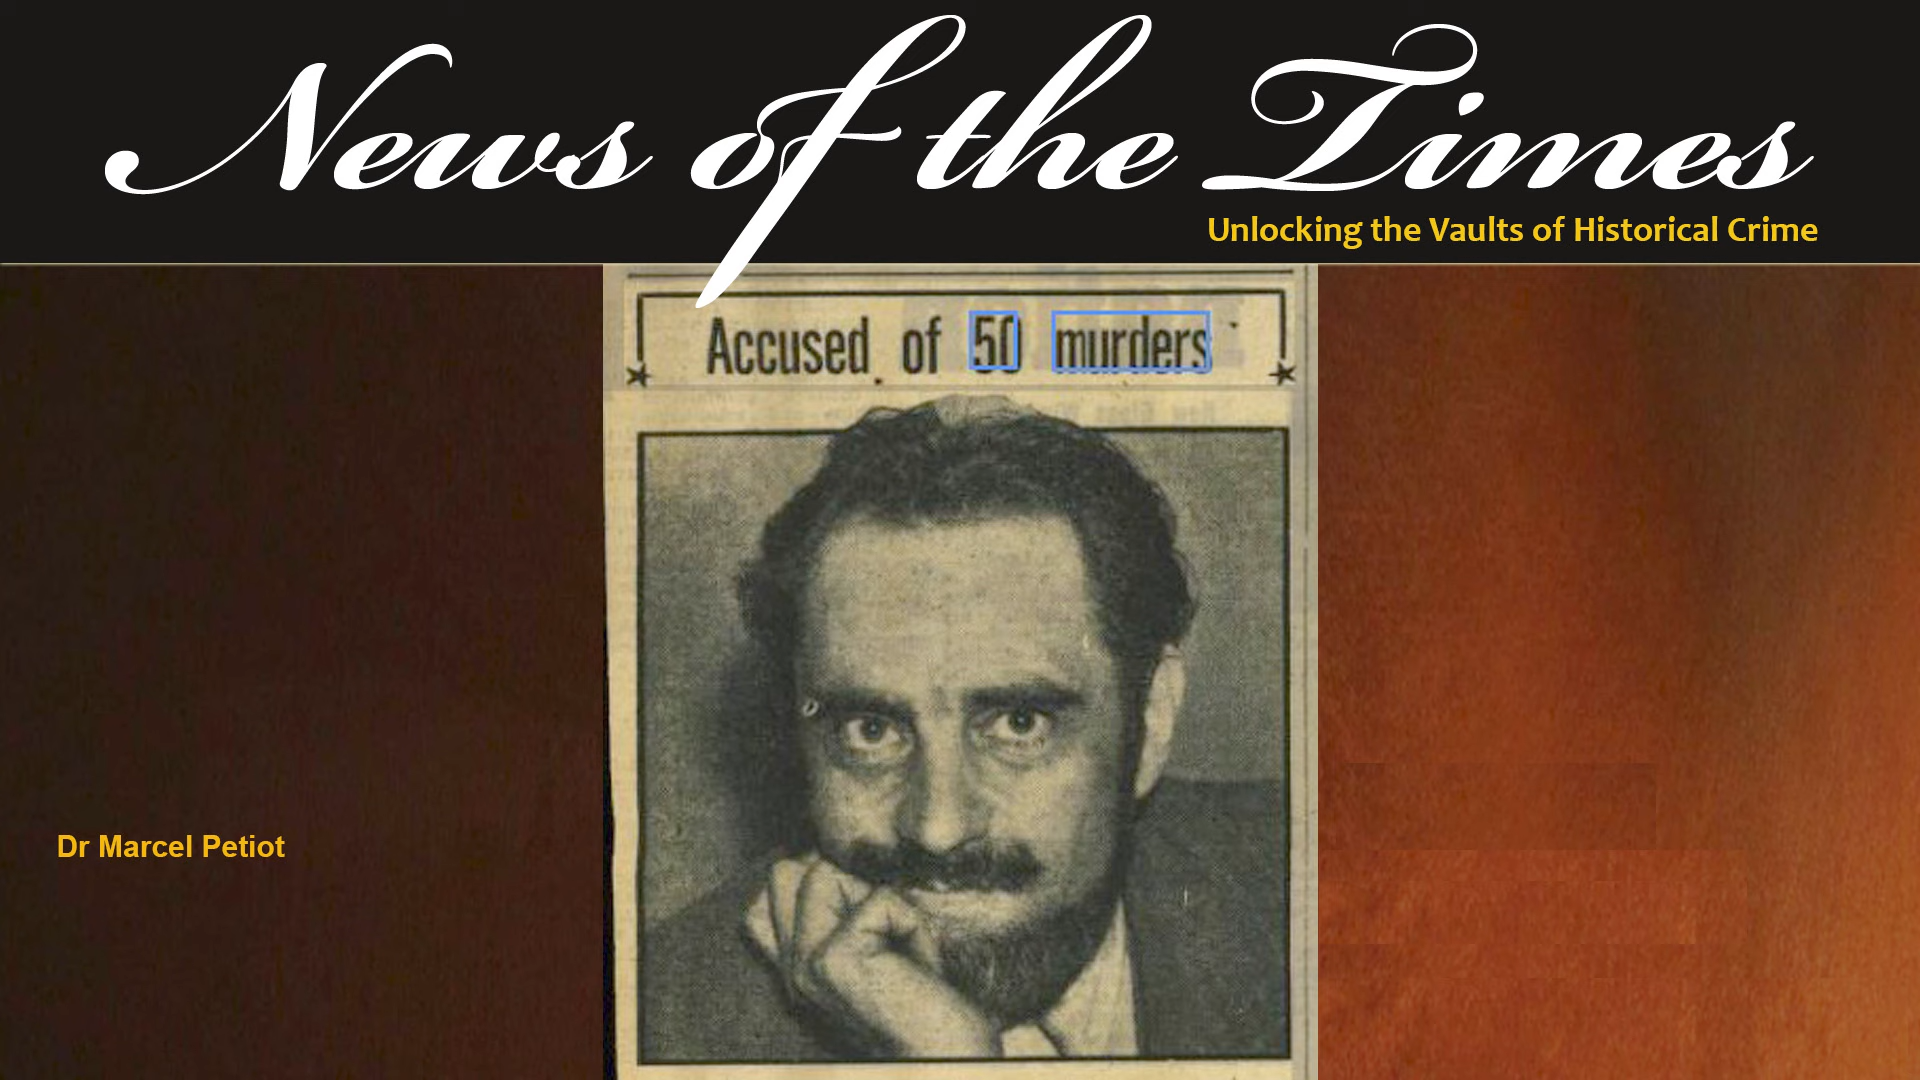 News of the Times
Unlocking the Vaults of Historical Crime
Accused of 50 murders
Dr Marcel Petiot